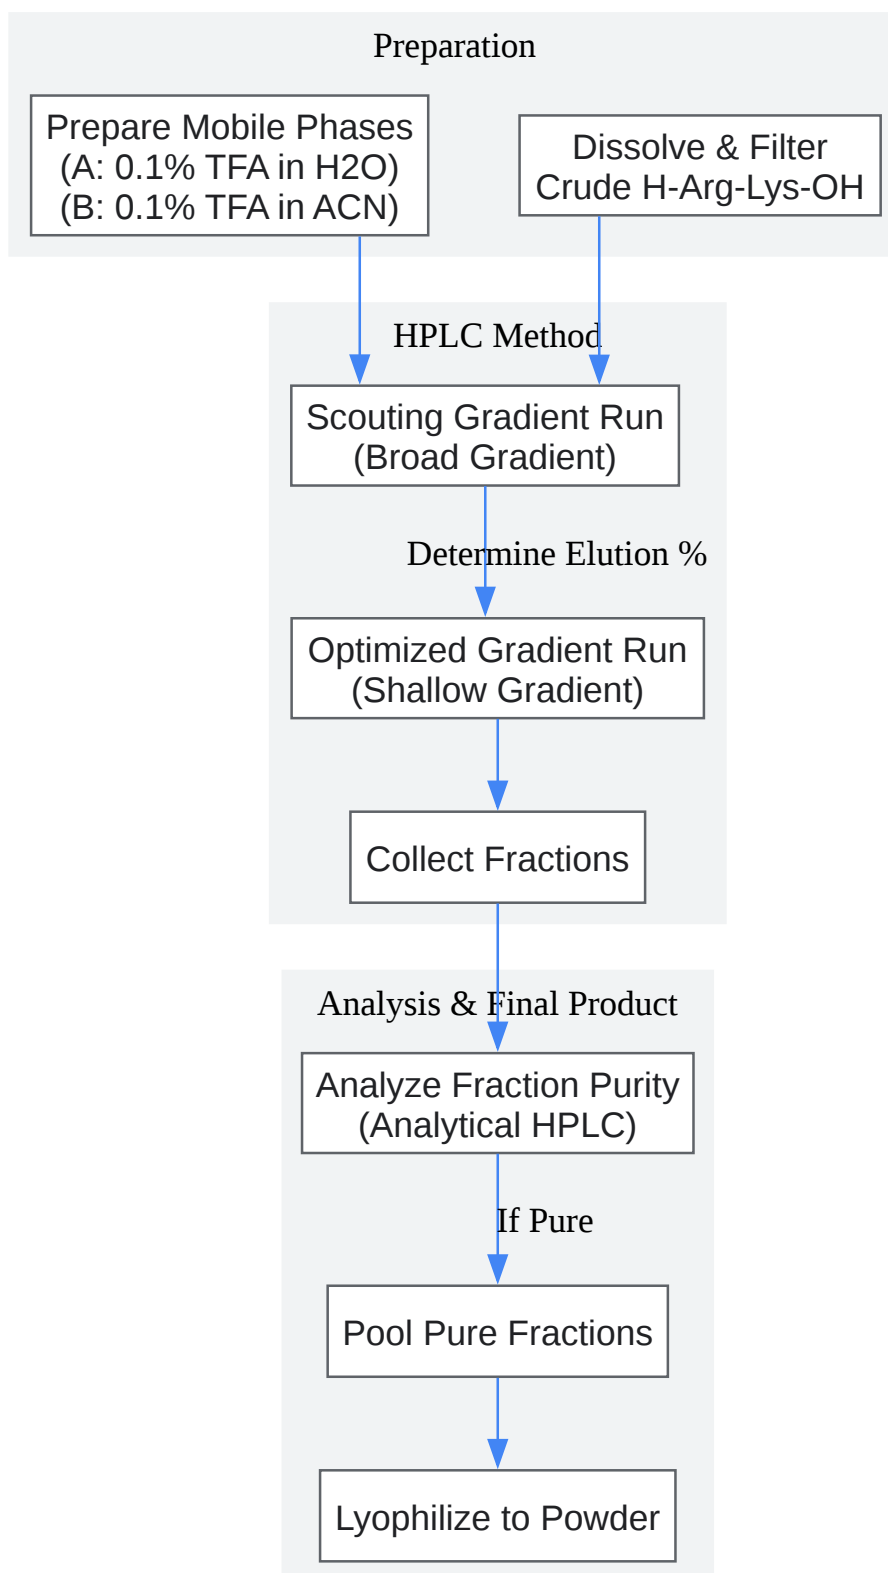 Preparation
Prepare Mobile Phases
(A: 0.1% TFA in H2O)
(B: 0.1% TFA in ACN)
Dissolve & Filter
Crude H-Arg-Lys-OH
HPLC Method
Scouting Gradient Run
(Broad Gradient)
Determine Elution %
Optimized Gradient Run
(Shallow Gradient)
Collect Fractions
Analysis & Final Product
Analyze Fraction Purity
(Analytical HPLC)
If Pure
Pool Pure Fractions
Lyophilize to Powder